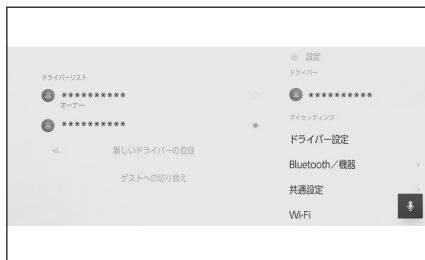 ドライバーリスト
**********
オーナー
**********
新しいドライバーの登録
ゲストへの切り替え
設定
ドライバー
**********
マイセッティング
ドライバー設定
Bluetooth／機器
共通設定
Wi-Fi